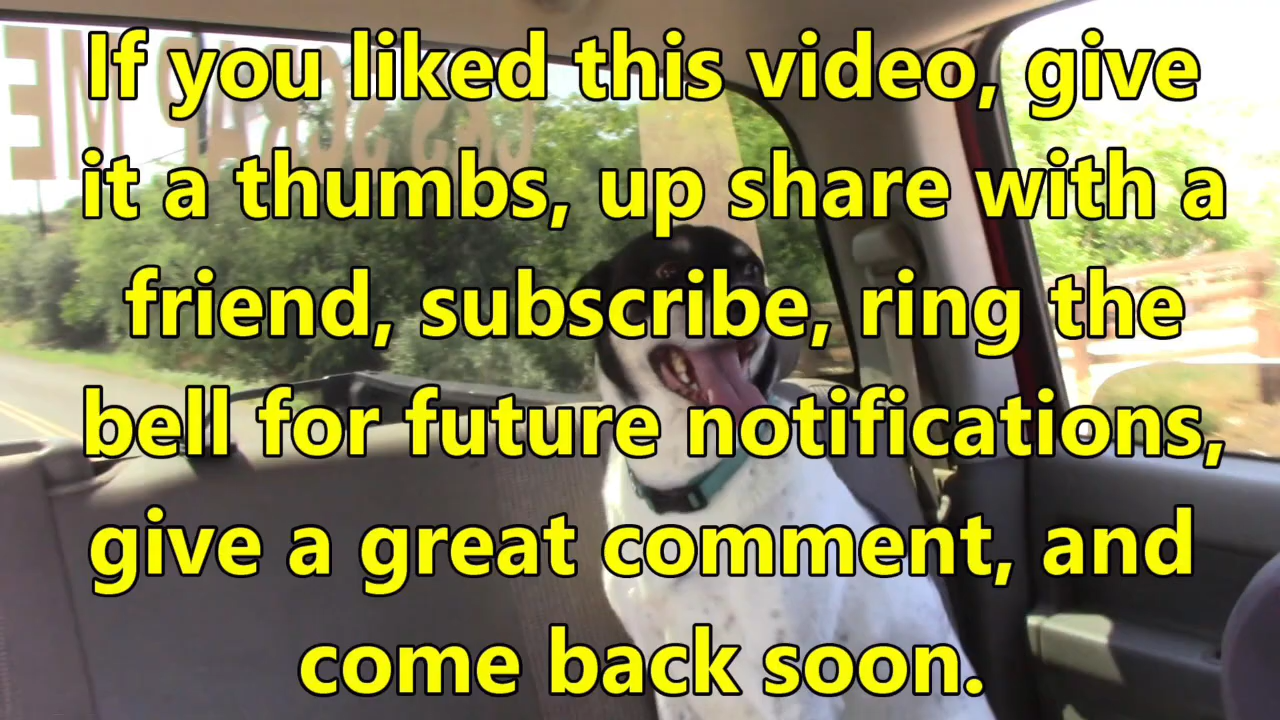 If you liked this video, give
it a thumbs, up share with a
friend, subscribe, ring the
bell for future notifications,
give a great comment, and
come back soon.